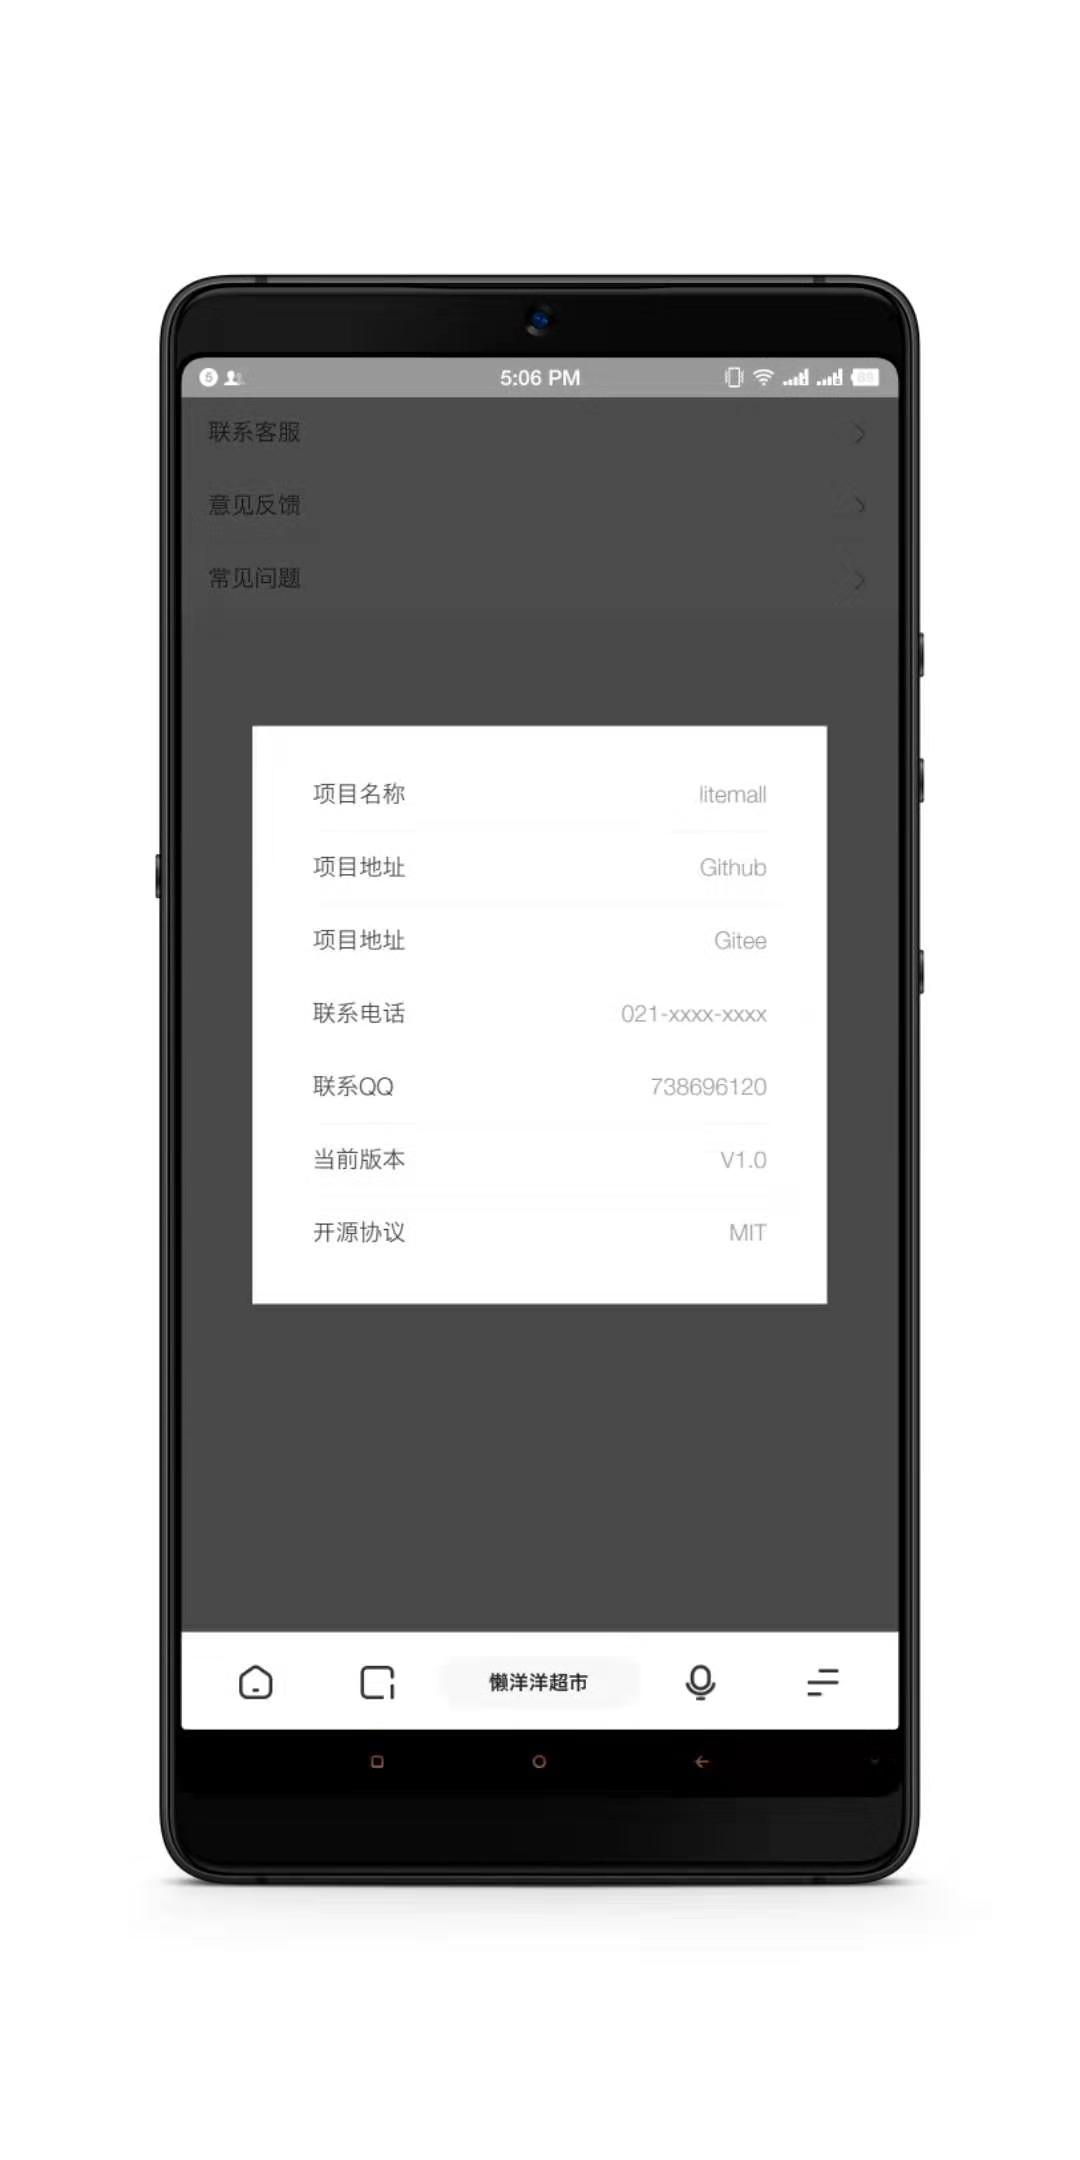 5:06 PM
联系客服
意见反馈
常见问题
项目名称 litemall
项目地址 Github
项目地址 Gitee
联系电话 021-xxxx-xxxx
联系QQ 738696120
当前版本 V1.0
开源协议 MIT
懒洋洋超市